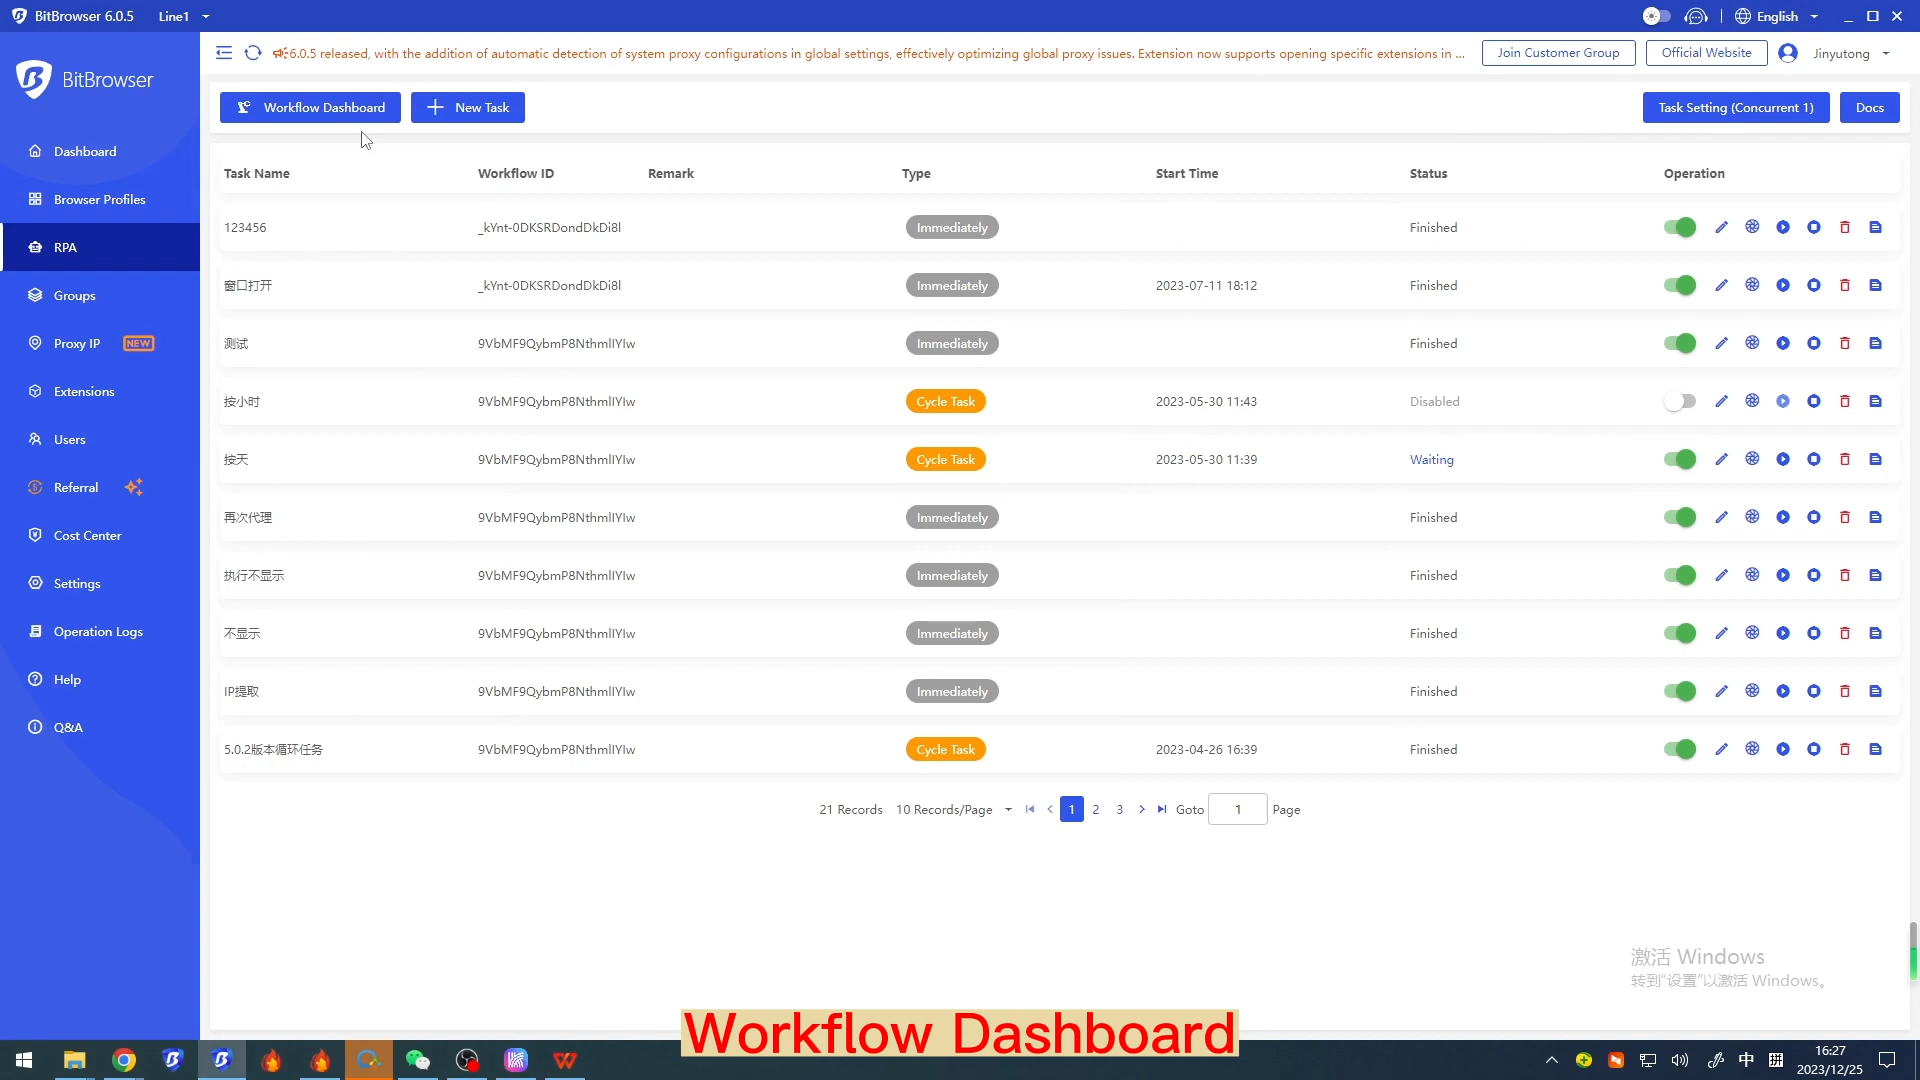 BitBrowser 6.0.5 Line1 English
BitBrowser
6.0.5 released, with the addition of automatic detection of system proxy configurations in global settings, effectively optimizing global proxy issues. Extension now supports opening specific extensions in ... Join Customer Group Official Website Jinyutong
Workflow Dashboard New Task Task Setting (Concurrent 1) Docs
Dashboard
Browser Profiles
RPA
Groups
Proxy IP NEW
Extensions
Users
Referral
Cost Center
Settings
Operation Logs
Help
Q&A
Task Name Workflow ID Remark Type Start Time Status Operation
123456 _kYnt-0DKSRDondDkDi8l Immediately Finished
窗口打开 _kYnt-0DKSRDondDkDi8l Immediately 2023-07-11 18:12 Finished
测试 9VbMF9QybmP8NthmlIYIw Immediately Finished
按小时 9VbMF9QybmP8NthmlIYIw Cycle Task 2023-05-30 11:43 Disabled
按天 9VbMF9QybmP8NthmlIYIw Cycle Task 2023-05-30 11:39 Waiting
再次代理 9VbMF9QybmP8NthmlIYIw Immediately Finished
执行不显示 9VbMF9QybmP8NthmlIYIw Immediately Finished
不显示 9VbMF9QybmP8NthmlIYIw Immediately Finished
IP提取 9VbMF9QybmP8NthmlIYIw Immediately Finished
5.0.2版本循环任务 9VbMF9QybmP8NthmlIYIw Cycle Task 2023-04-26 16:39 Finished
21 Records 10 Records/Page 1 2 3 Goto 1 Page
激活 Windows
转到“设置”以激活 Windows。
Workflow Dashboard
中 16:27
2023/12/25